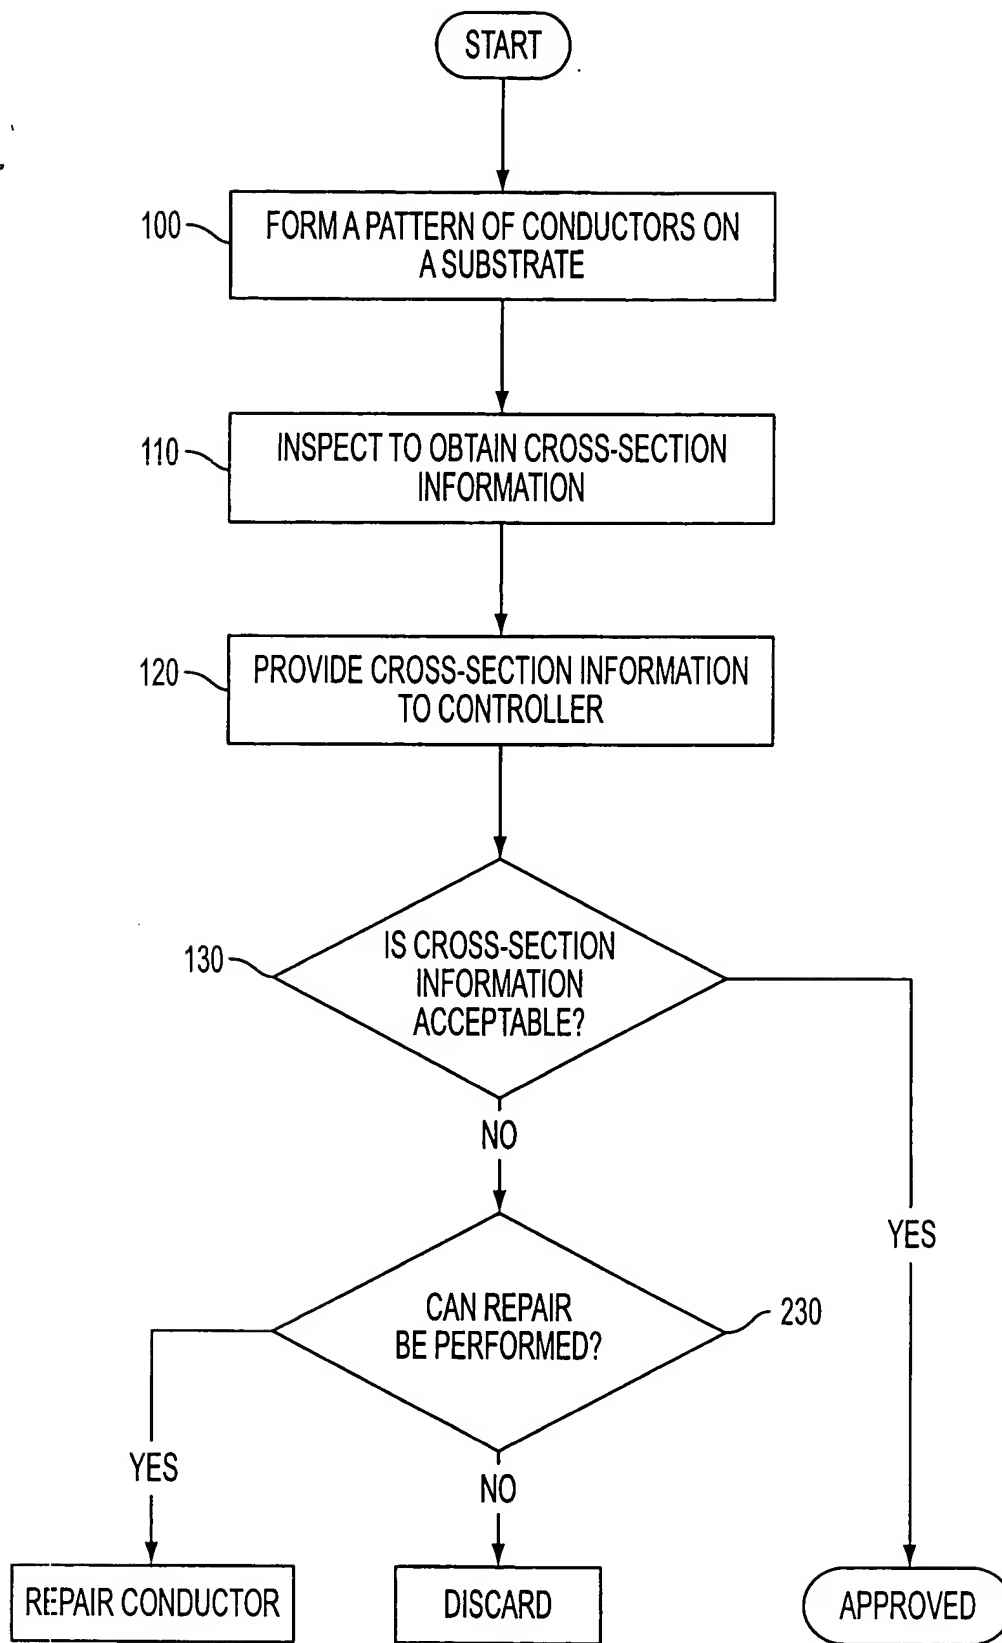 START
100
FORM A PATTERN OF CONDUCTORS ON
A SUBSTRATE
110
INSPECT TO OBTAIN CROSS-SECTION
INFORMATION
120
PROVIDE CROSS-SECTION INFORMATION
TO CONTROLLER
130
IS CROSS-SECTION
INFORMATION
ACCEPTABLE?
NO
YES
CAN REPAIR
BE PERFORMED?
230
YES
NO
REPAIR CONDUCTOR
DISCARD
APPROVED